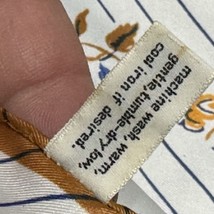 machine wash, warm,
gentle, tumble-dry low,
cool iron if desired.